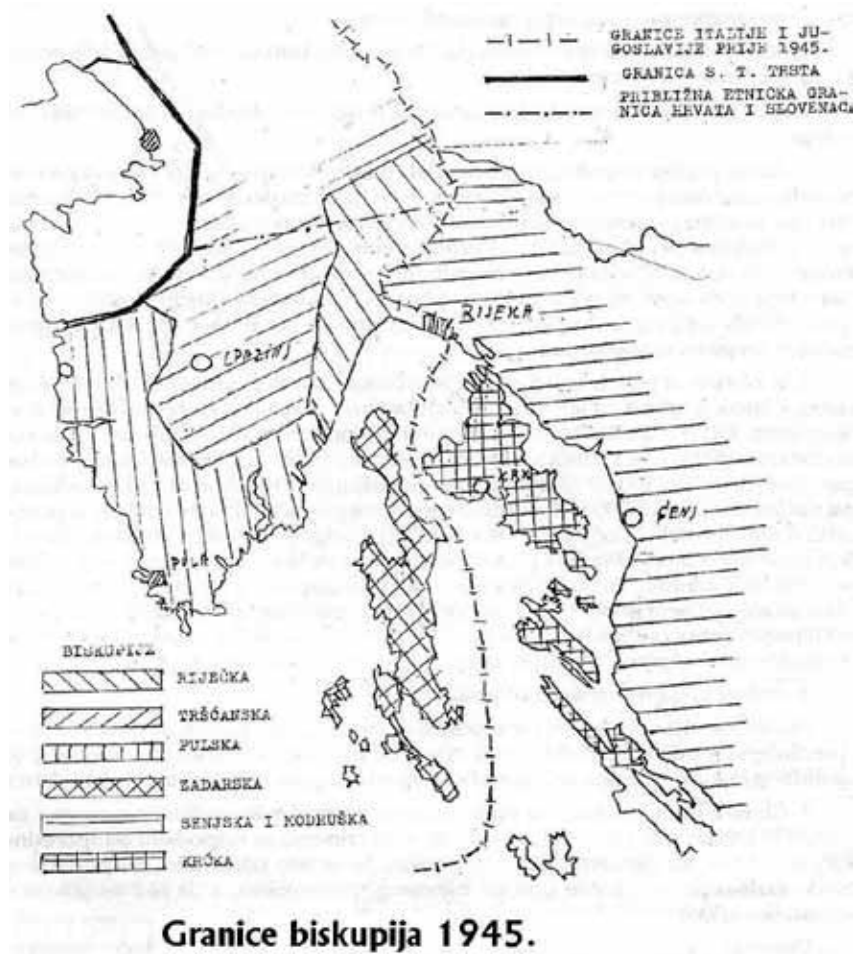 GRANICE ITALIJE I JU-
GOSLAVIJE PRIJE 1945.
GRANICA S. T. TRSTA
PRIBLIŽNA ETNIČKA GRA-
NICA HRVATA I SLOVENACA
RIJEKA
(PAZIN)
KRK
SENJ
PULA
BISKUPIJE
RIJEČKA
TRŠĆANSKA
PULSKA
ZADARSKA
SENJSKA I MODRUŠKA
KRČKA
Granice biskupija 1945.